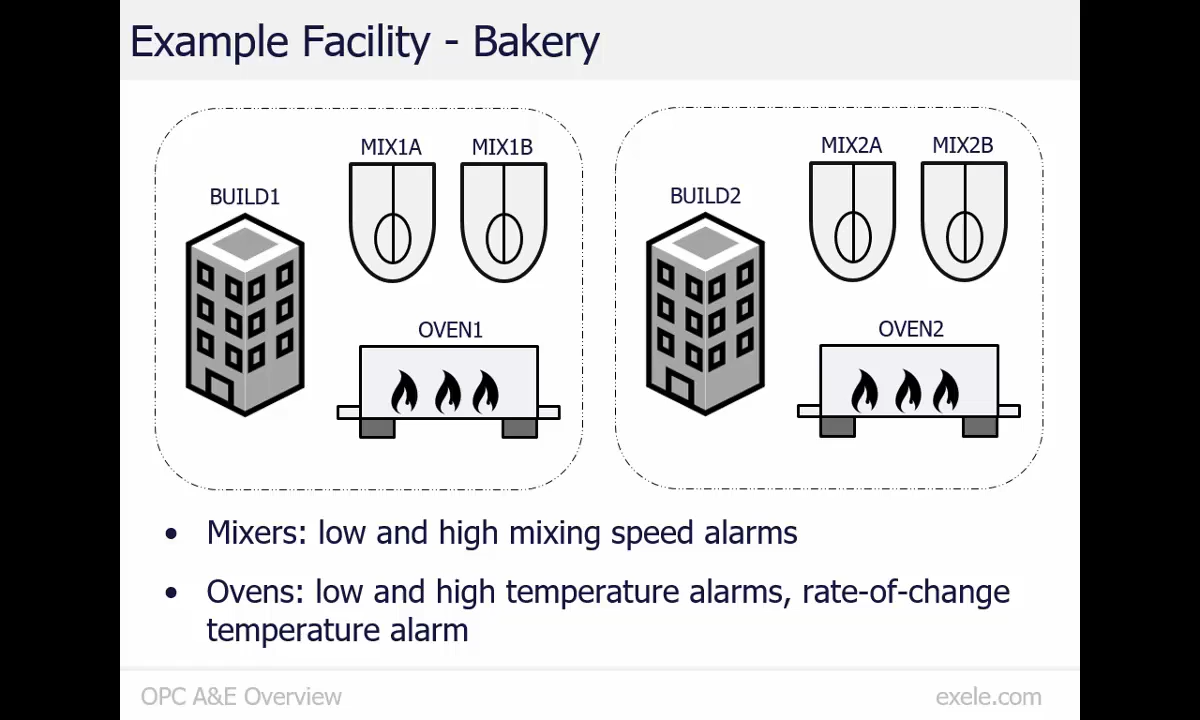 Example Facility - Bakery
MIX1A
MIX1B
BUILD1
OVEN1
MIX2A
MIX2B
BUILD2
OVEN2
• Mixers: low and high mixing speed alarms
• Ovens: low and high temperature alarms, rate-of-change
temperature alarm
OPC A&E Overview
exele.com